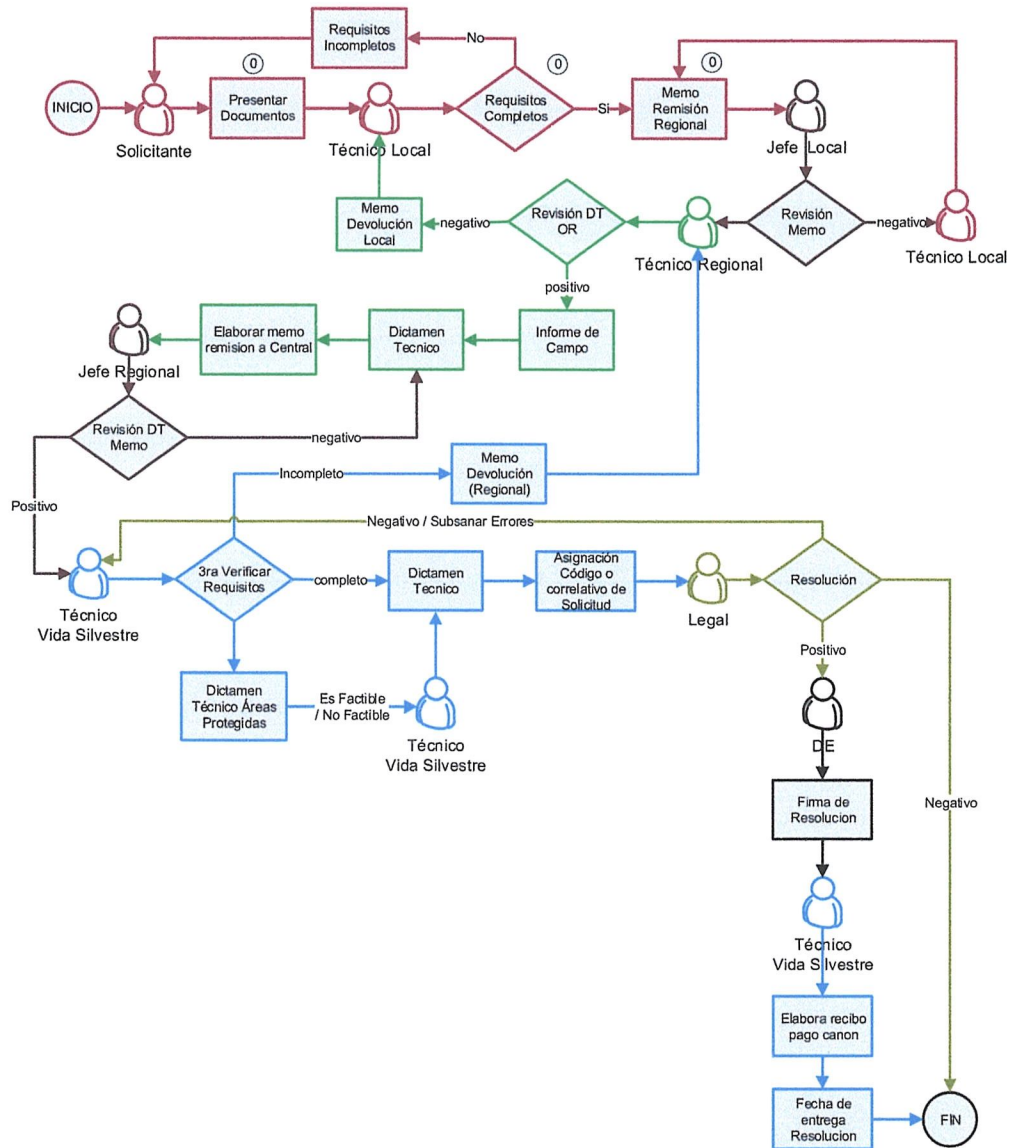 Requisitos
Incompletos
No
0
0
0
INICIO
Presentar
Documentos
Requisitos
Completos
Si
Memo
Remisión
Regional
Solicitante
Técnico Local
Jefe Local
Memo
Devolución
Local
negativo
Revisión DT
OR
Técnico Regional
Revisión
Memo
negativo
Técnico Local
positivo
Jefe Regional
Elaborar memo
remision a Central
Dictamen
Tecnico
Informe de
Campo
Revisión DT
Memo
negativo
Incompleto
Memo
Devolución
(Regional)
Positivo
Negativo / Subsanar Errores
Técnico
Vida Silvestre
3ra Verificar
Requisitos
completo
Dictamen
Tecnico
Asignación
Código o
correlativo de
Solicitud
Legal
Resolución
Positivo
Dictamen
Técnico Áreas
Protegidas
Es Factible
/ No Factible
Técnico
Vida Silvestre
DE
Firma de
Resolucion
Negativo
Técnico
Vida Silvestre
Elabora recibo
pago canon
Fecha de
entrega
Resolucion
FIN